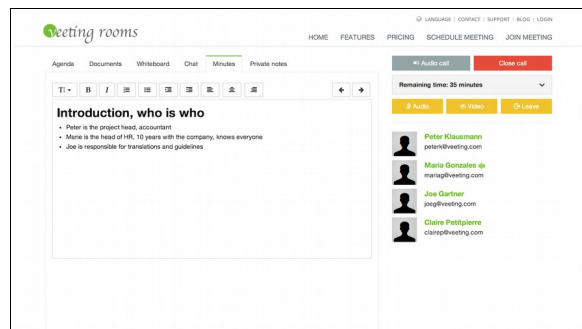 LANGUAGE | CONTACT | SUPPORT | BLOG | LOGIN
veeting rooms
HOME FEATURES PRICING SCHEDULE MEETING JOIN MEETING
Agenda Documents Whiteboard Chat Minutes Private notes
Audio call Close call
Remaining time: 35 minutes
B I
Audio Video Leave
Introduction, who is who
Peter is the project head, accountant
Marie is the head of HR, 10 years with the company, knows everyone
Joe is responsible for translations and guidelines
Peter Klausmann
peterk@veeting.com
Maria Gonzales
mariag@veeting.com
Joe Gartner
joeg@veeting.com
Claire Petitpierre
clairep@veeting.com